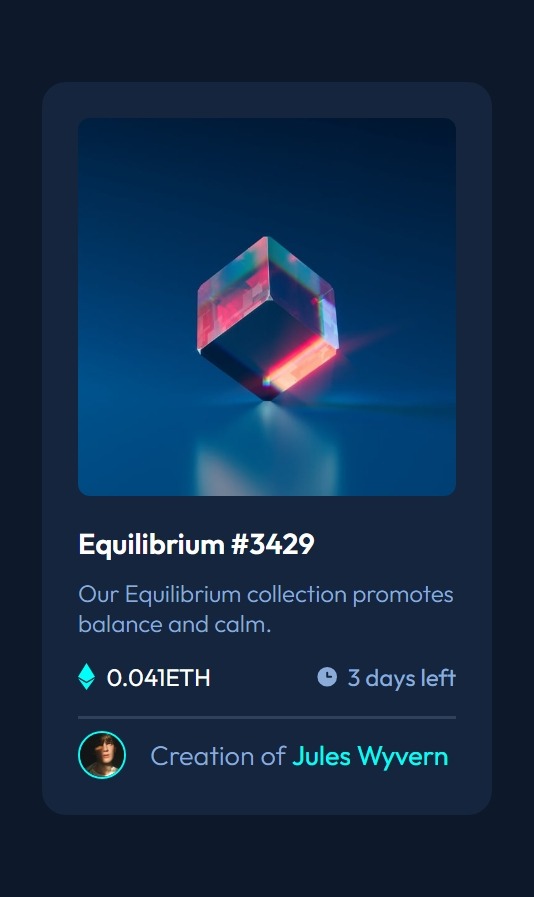 Equilibrium #3429
Our Equilibrium collection promotes
balance and calm.
0.041ETH
3 days left
Creation of Jules Wyvern